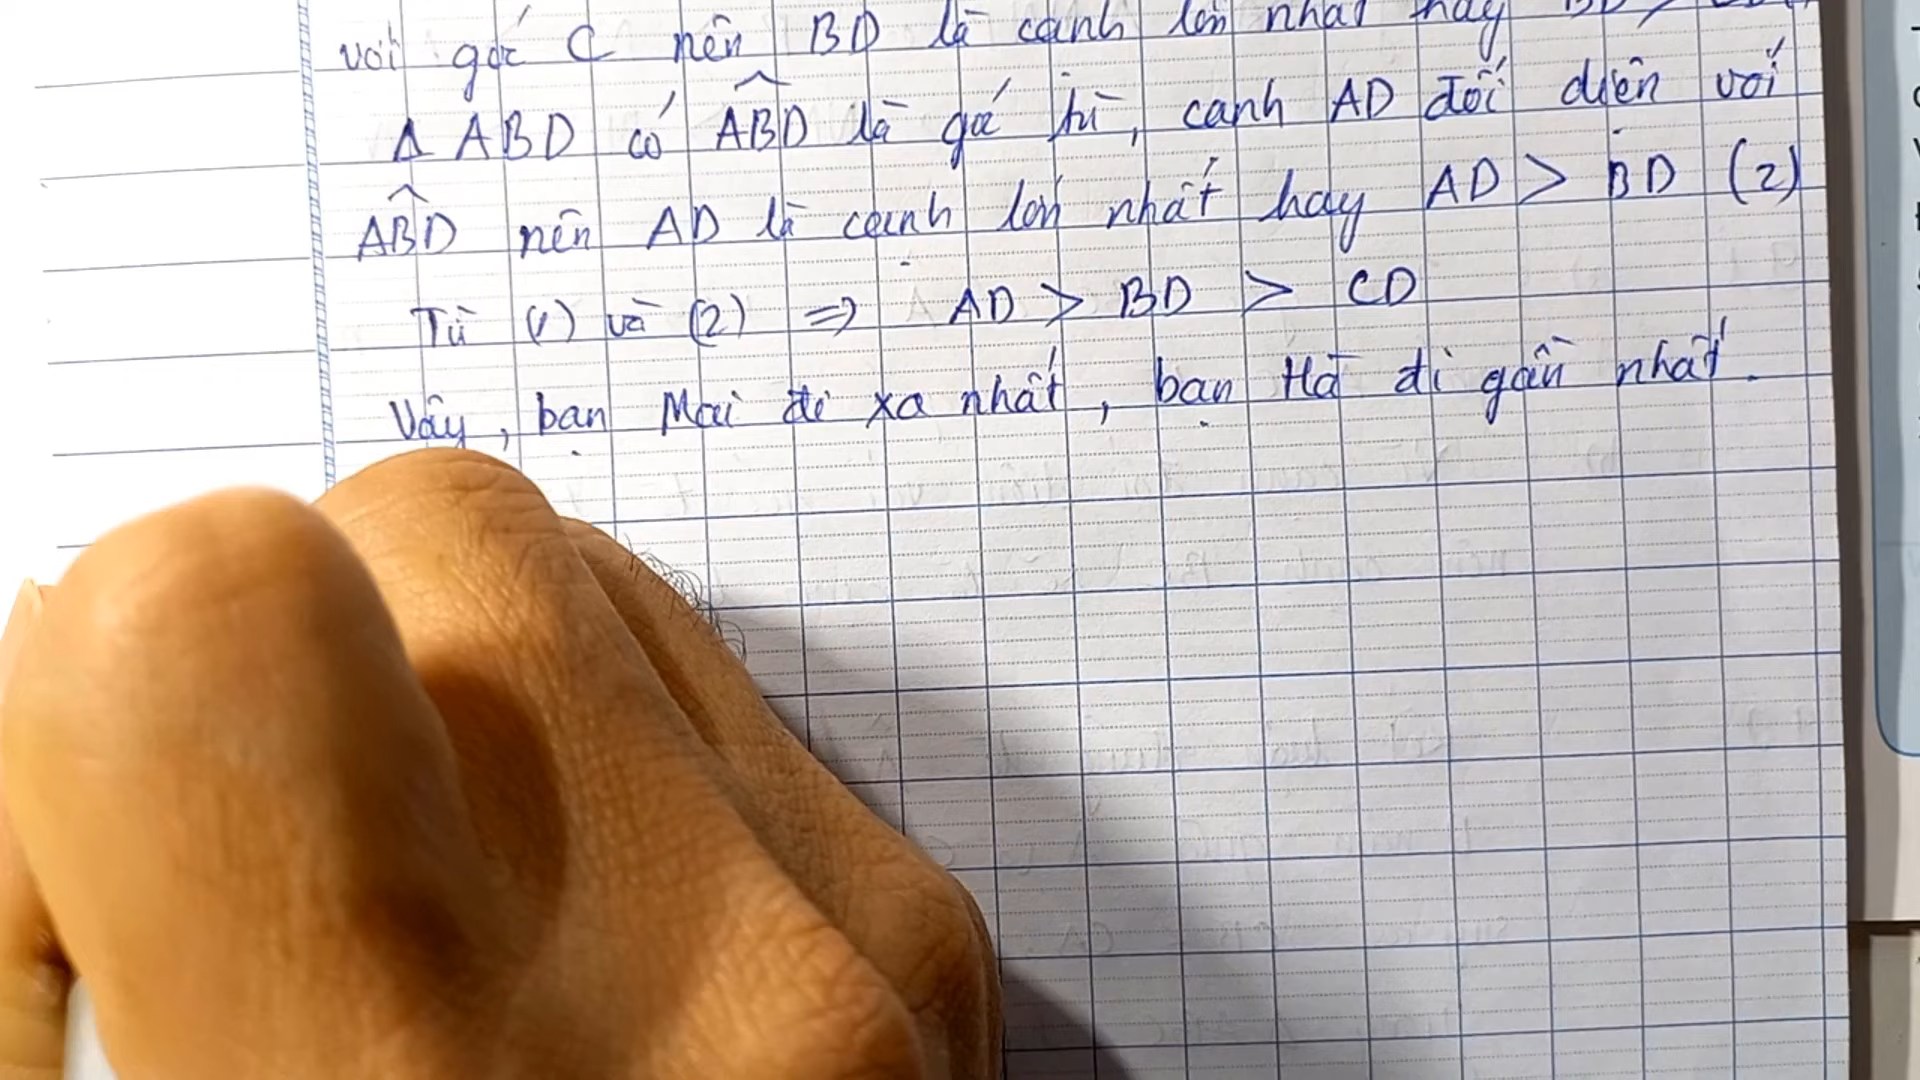 với góc C nên BD là cạnh lớn nhất hay
Δ ABD có ABD là góc tù, cạnh AD đối diện với
ABD nên AD là cạnh lớn nhất hay AD > BD (2)
Từ (1) và (2) => AD > BD > CD
Vậy, bạn Mai đi xa nhất, bạn Hà đi gần nhất.